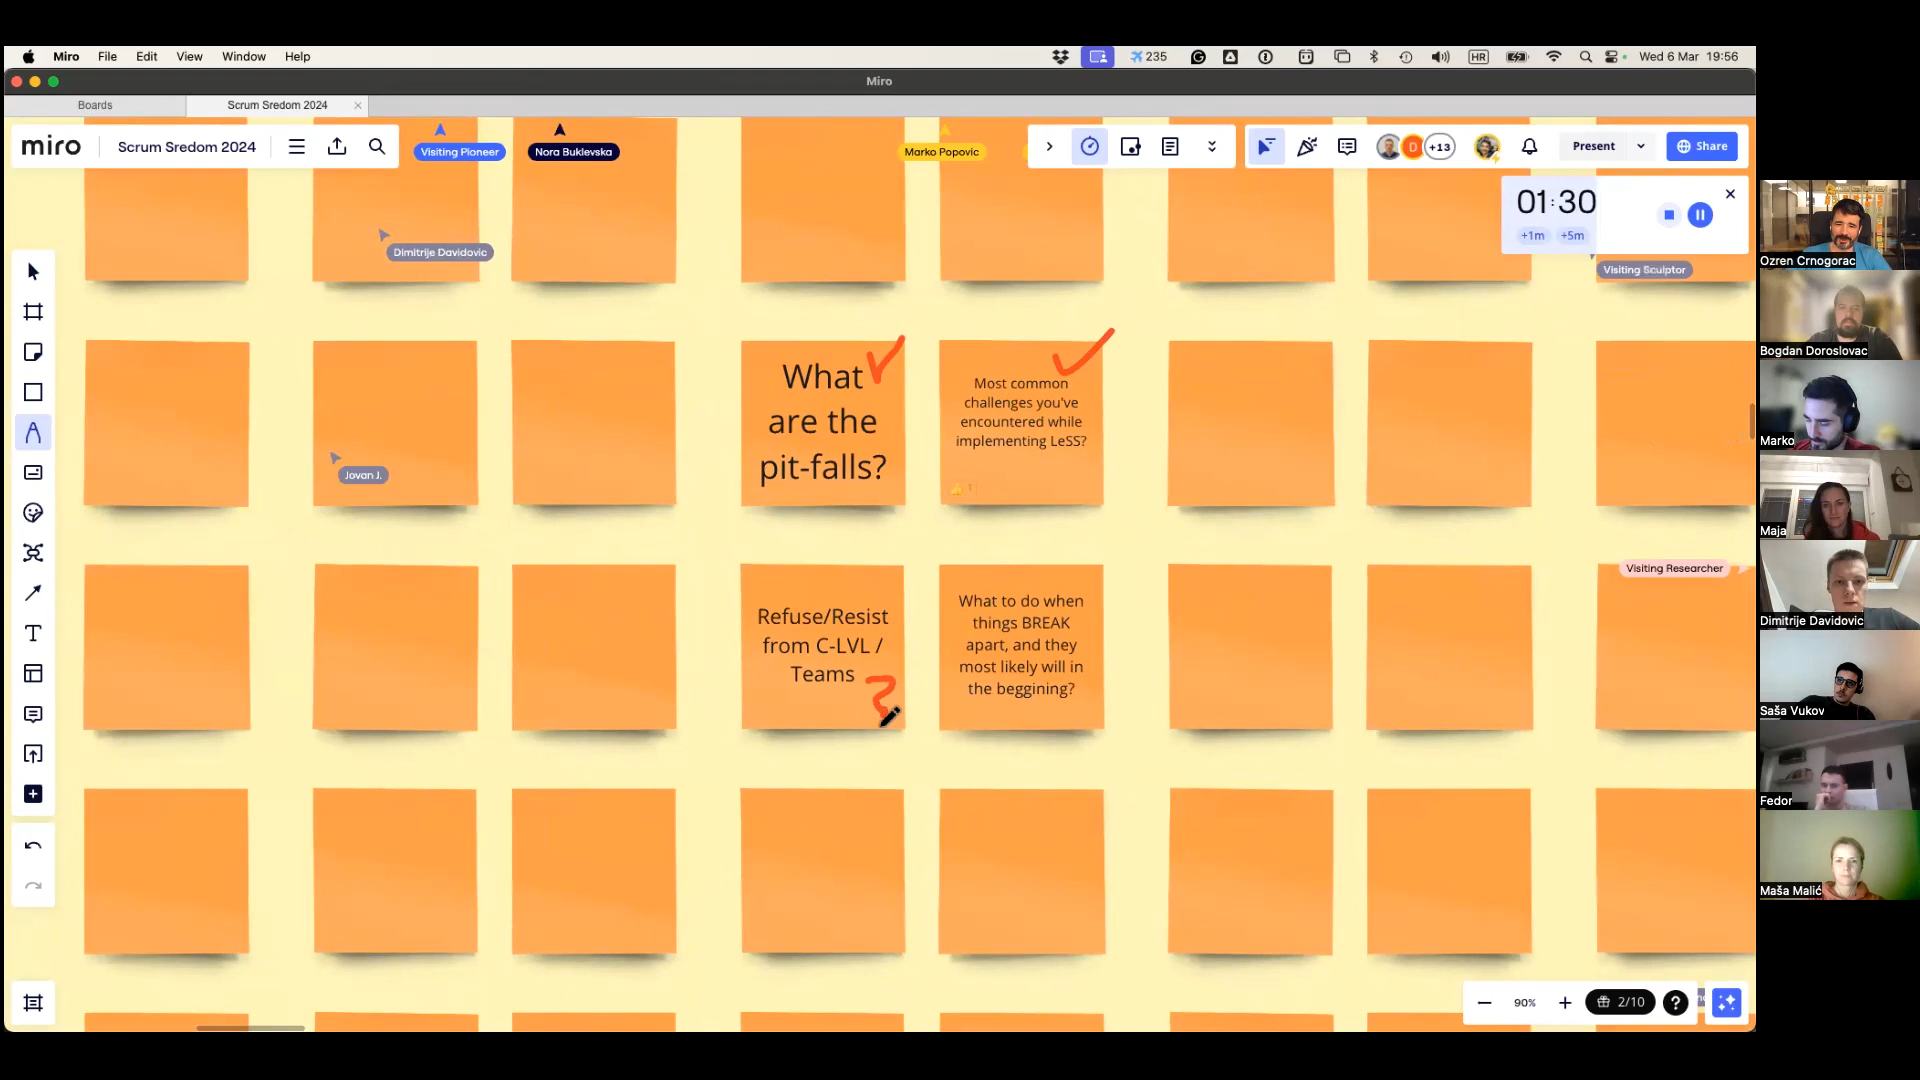 Miro File Edit View Window Help
235
HR
Wed 6 Mar 19:56
Miro
Boards
Scrum Sredom 2024
miro
Scrum Sredom 2024
Visiting Pioneer
Nora Buklevska
Marko Popovic
D
+13
Present
Share
01:30
+1m +5m
Dimitrije Davidovic
Visiting Sculptor
What
are the
pit-falls?
Most common
challenges you've
encountered while
implementing LeSS?
👍 1
Jovan J.
Visiting Researcher
Refuse/Resist
from C-LVL /
Teams
What to do when
things BREAK
apart, and they
most likely will in
the beggining?
90%
2/10
?
Ozren Crnogorac
Bogdan Doroslovac
Marko
Maja
Dimitrije Davidovic
Saša Vukov
Fedor
Maša Malić